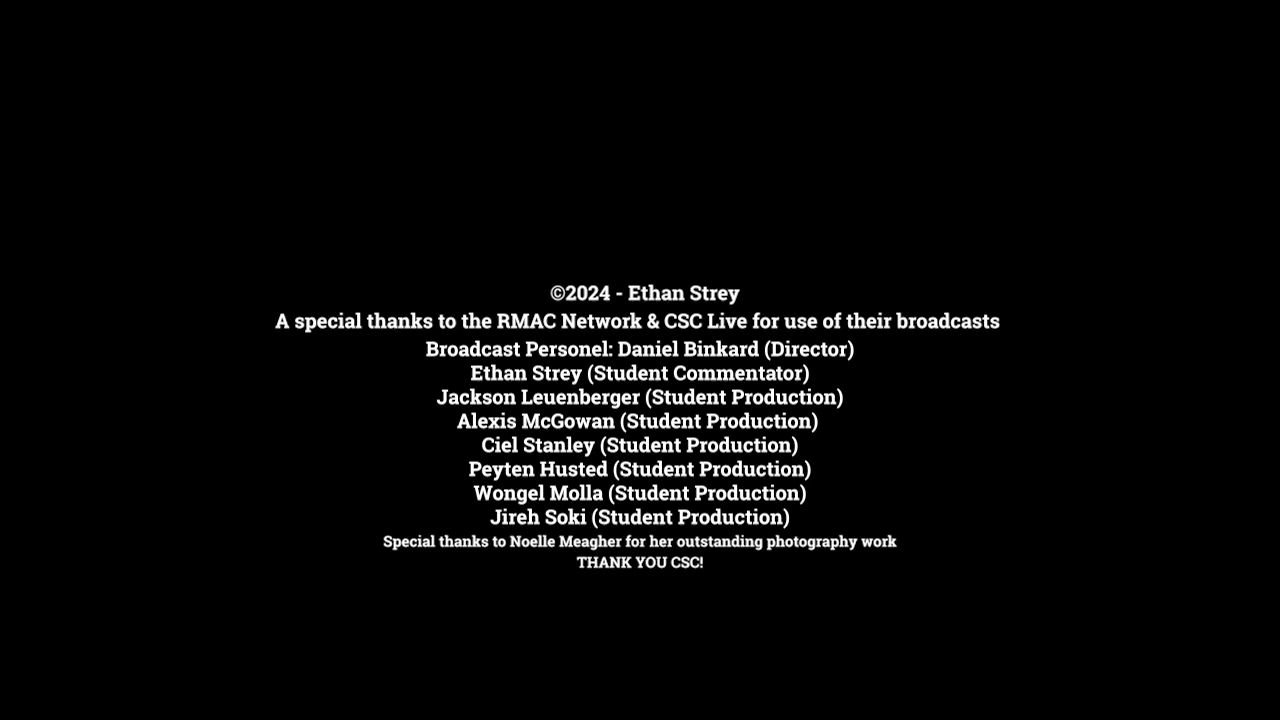 ©2024 - Ethan Strey
A special thanks to the RMAC Network & CSC Live for use of their broadcasts
Broadcast Personel: Daniel Binkard (Director)
Ethan Strey (Student Commentator)
Jackson Leuenberger (Student Production)
Alexis McGowan (Student Production)
Ciel Stanley (Student Production)
Peyten Husted (Student Production)
Wongel Molla (Student Production)
Jireh Soki (Student Production)
Special thanks to Noelle Meagher for her outstanding photography work
THANK YOU CSC!